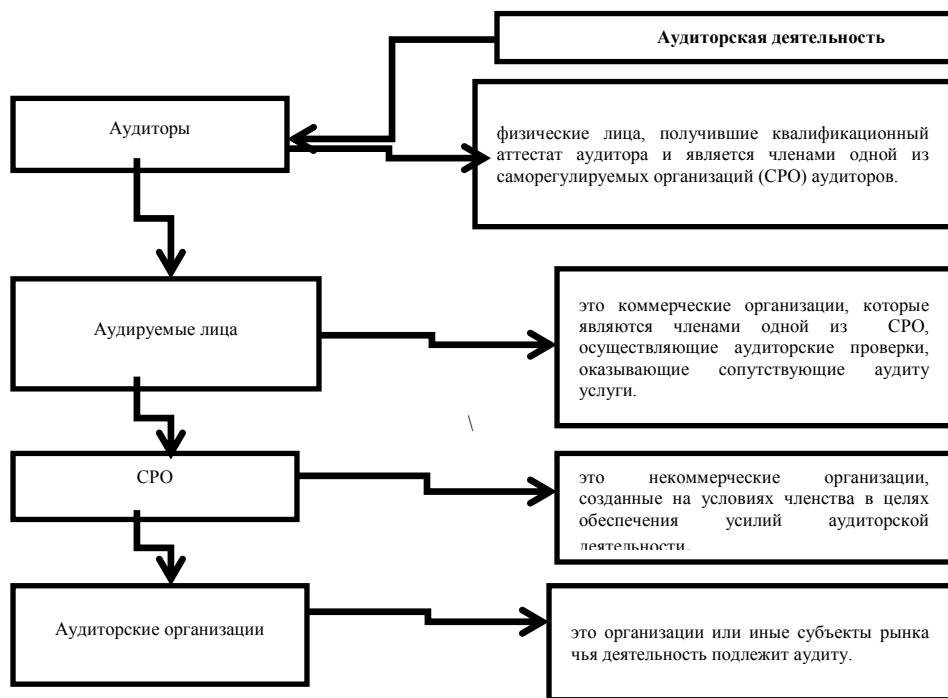 Аудиторская деятельность
Аудиторы
физические лица, получившие квалификационный
аттестат аудитора и является членами одной из
саморегулируемых организаций (СРО) аудиторов.
Аудируемые лица
это коммерческие организации, которые
являются членами одной из СРО,
осуществляющие аудиторские проверки,
оказывающие сопутствующие аудиту
услуги.
\
СРО
это некоммерческие организации,
созданные на условиях членства в целях
обеспечения усилий аудиторской
деятельности.
Аудиторские организации
это организации или иные субъекты рынка
чья деятельность подлежит аудиту.